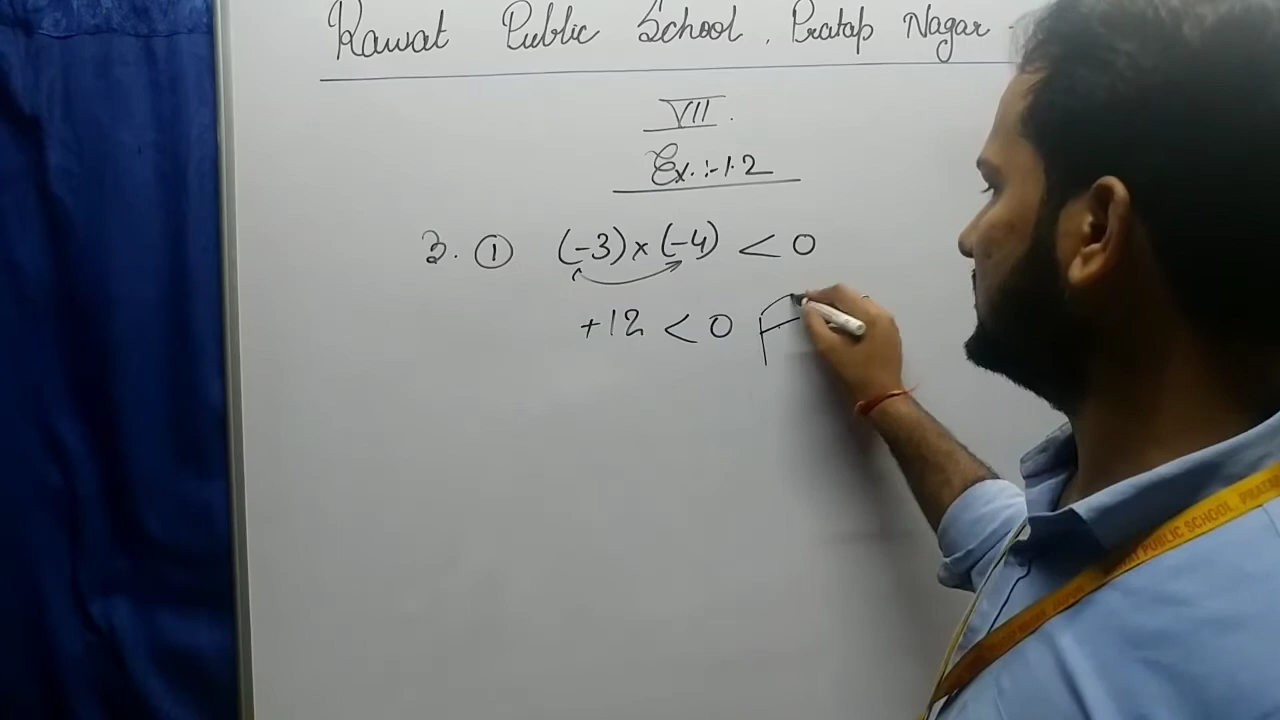 Rawat Public School, Pratap Nagar -
VII.
Ex.:-1.2
3. ① (-3)×(-4) < 0
+12 < 0 F
PUBLIC SCHOOL, PRATAP